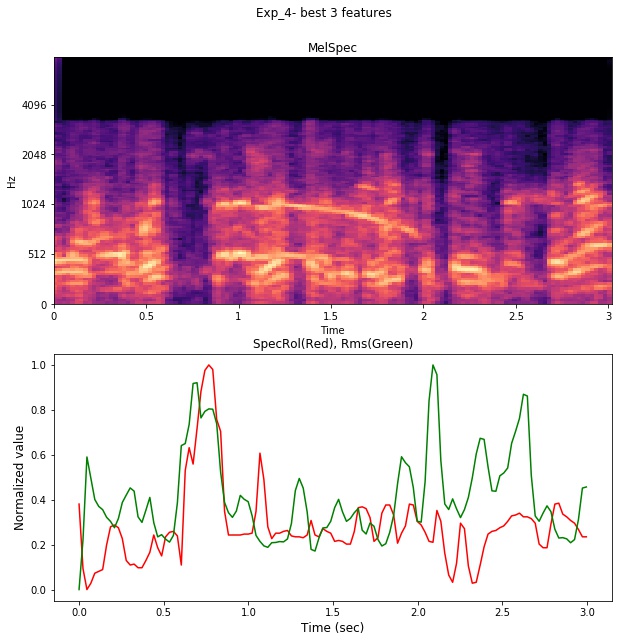 Exp_4- best 3 features
MelSpec
4096
2048
1024
512
0
Hz
0 0.5 1 1.5 2 2.5 3
Time
SpecRol(Red), Rms(Green)
1.0
0.8
0.6
0.4
0.2
0.0
Normalized value
0.0 0.5 1.0 1.5 2.0 2.5 3.0
Time (sec)